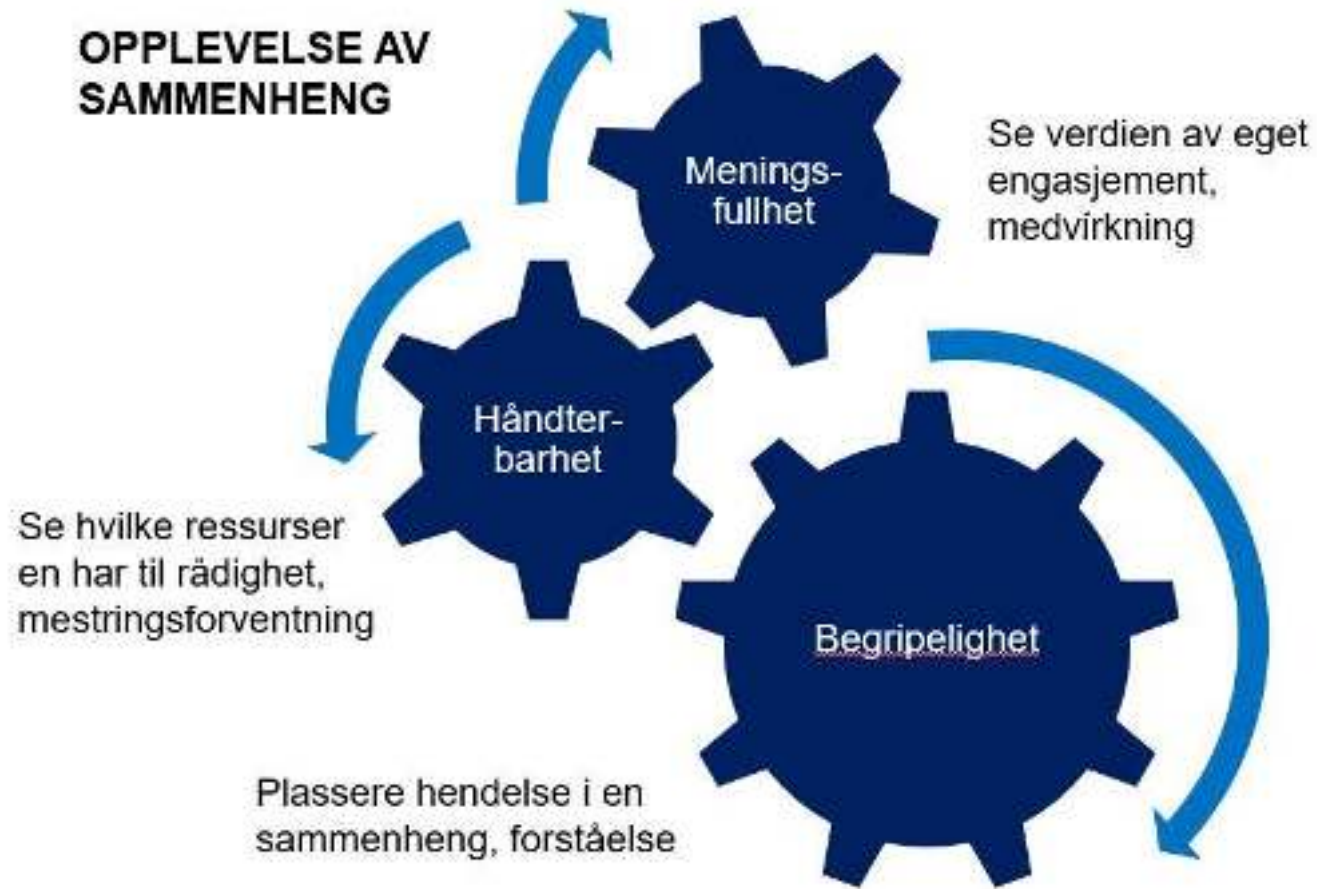 OPPLEVELSE AV
SAMMENHENG
Menings-
fullhet
Se verdien av eget
engasjement,
medvirkning
Håndter-
barhet
Se hvilke ressurser
en har til rädighet,
mestringsforventning
Begripelighet
Plassere hendelse i en
sammenheng, forståelse